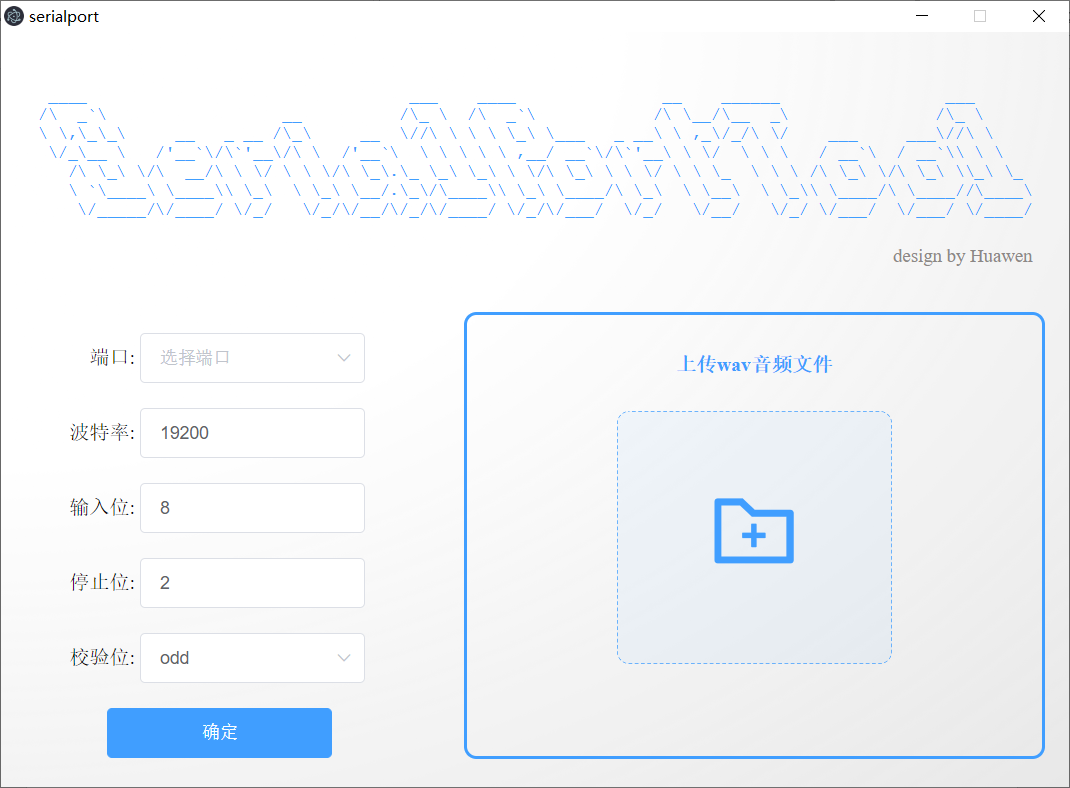 serialport
SerialPortTool
design by Huawen
端口: 选择端口
波特率: 19200
输入位: 8
停止位: 2
校验位: odd
确定
上传wav音频文件